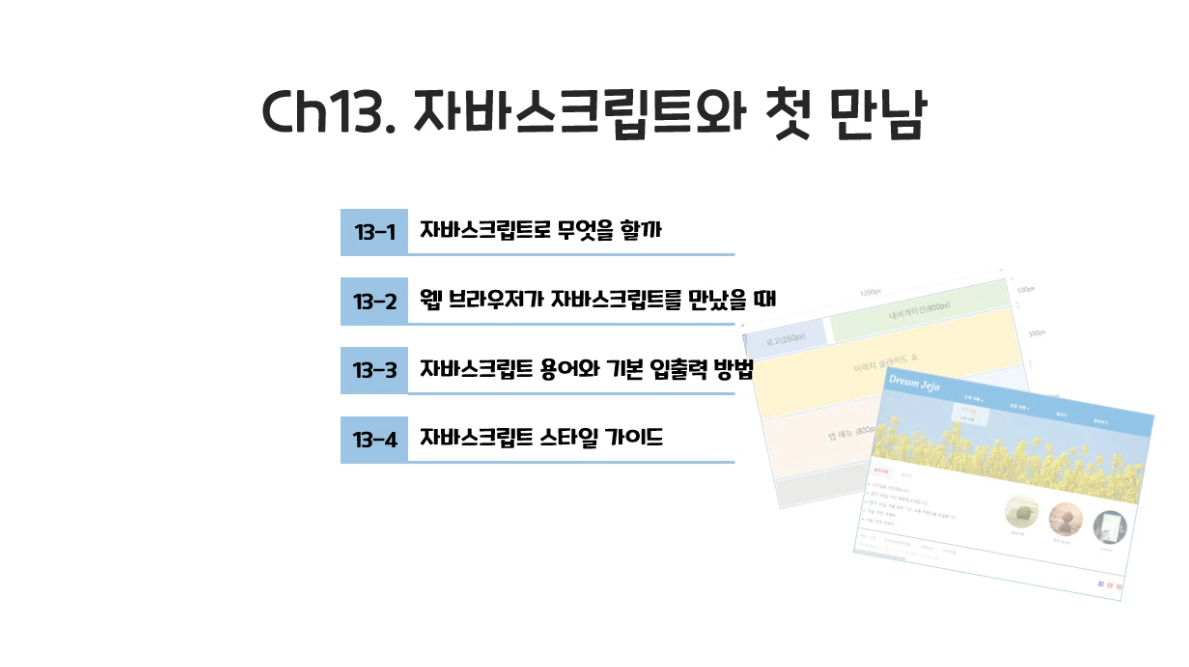 Ch13. 자바스크립트와 첫 만남
13-1 자바스크립트로 무엇을 할까
13-2 웹 브라우저가 자바스크립트를 만났을 때
13-3 자바스크립트 용어와 기본 입출력 방법
13-4 자바스크립트 스타일 가이드
1200px
100px
로고(250px)
내비게이션(900px)
300px
이미지 슬라이드 쇼
Dream Jeja
탭 메뉴 (600p